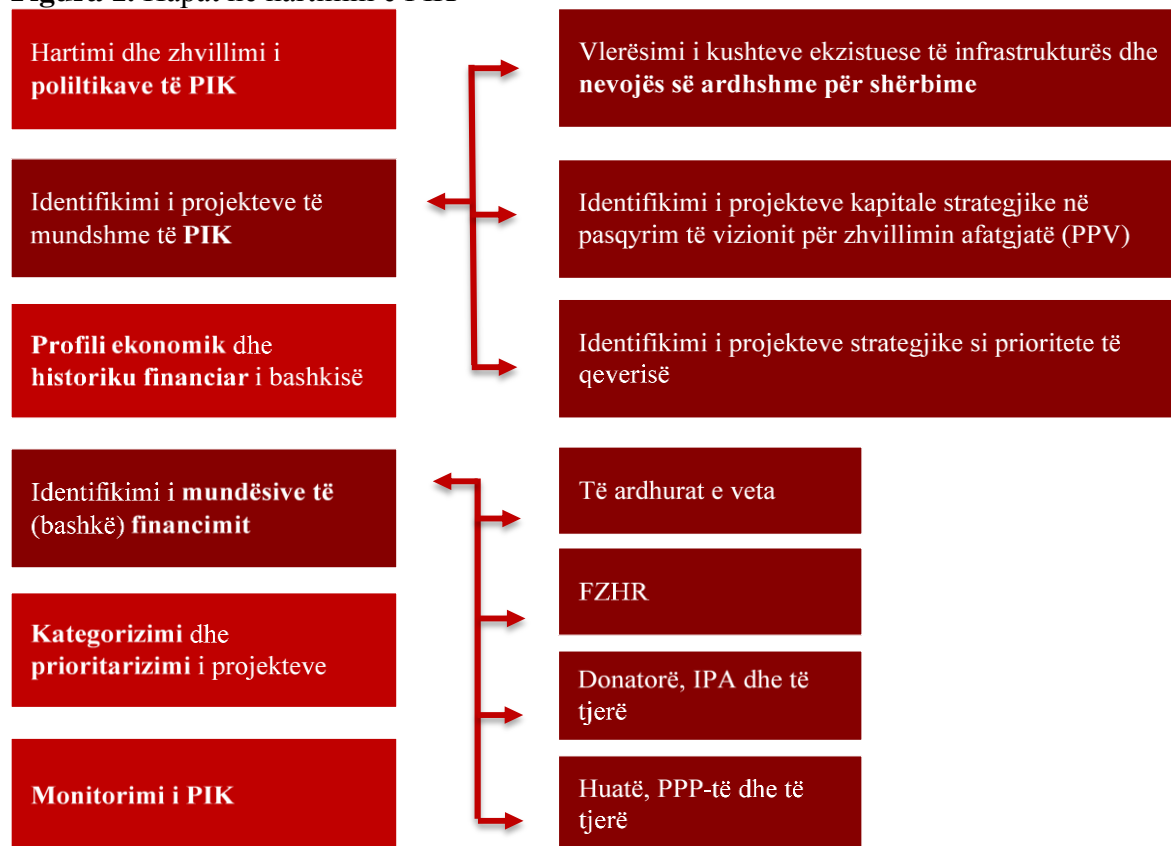 Hartimi dhe zhvillimi i
poliltikave të PIK
Identifikimi i projekteve të
mundshme të PIK
Profili ekonomik dhe
historiku financiar i bashkisë
Identifikimi i mundësive të
(bashkë) financimit
Kategorizimi dhe
prioritarizimi i projekteve
Monitorimi i PIK
Vlerësimi i kushteve ekzistuese të infrastrukturës dhe
nevojës së ardhshme për shërbime
Identifikimi i projekteve kapitale strategjike në
pasqyrim të vizionit për zhvillimin afatgjatë (PPV)
Identifikimi i projekteve strategjike si prioritete të
qeverisë
Të ardhurat e veta
FZHR
Donatorë, IPA dhe të
tjerë
Huatë, PPP-të dhe të
tjerë